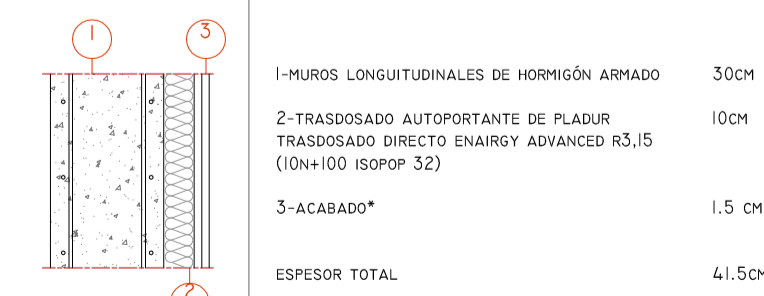 1
3
1-MUROS LONGUITUDINALES DE HORMIGÓN ARMADO 30CM
2-TRASDOSADO AUTOPORTANTE DE PLADUR 10CM
TRASDOSADO DIRECTO ENAIRGY ADVANCED R3,15
(10N+100 ISOPOP 32)
3-ACABADO* 1.5 CM
ESPESOR TOTAL 41.5CM
2